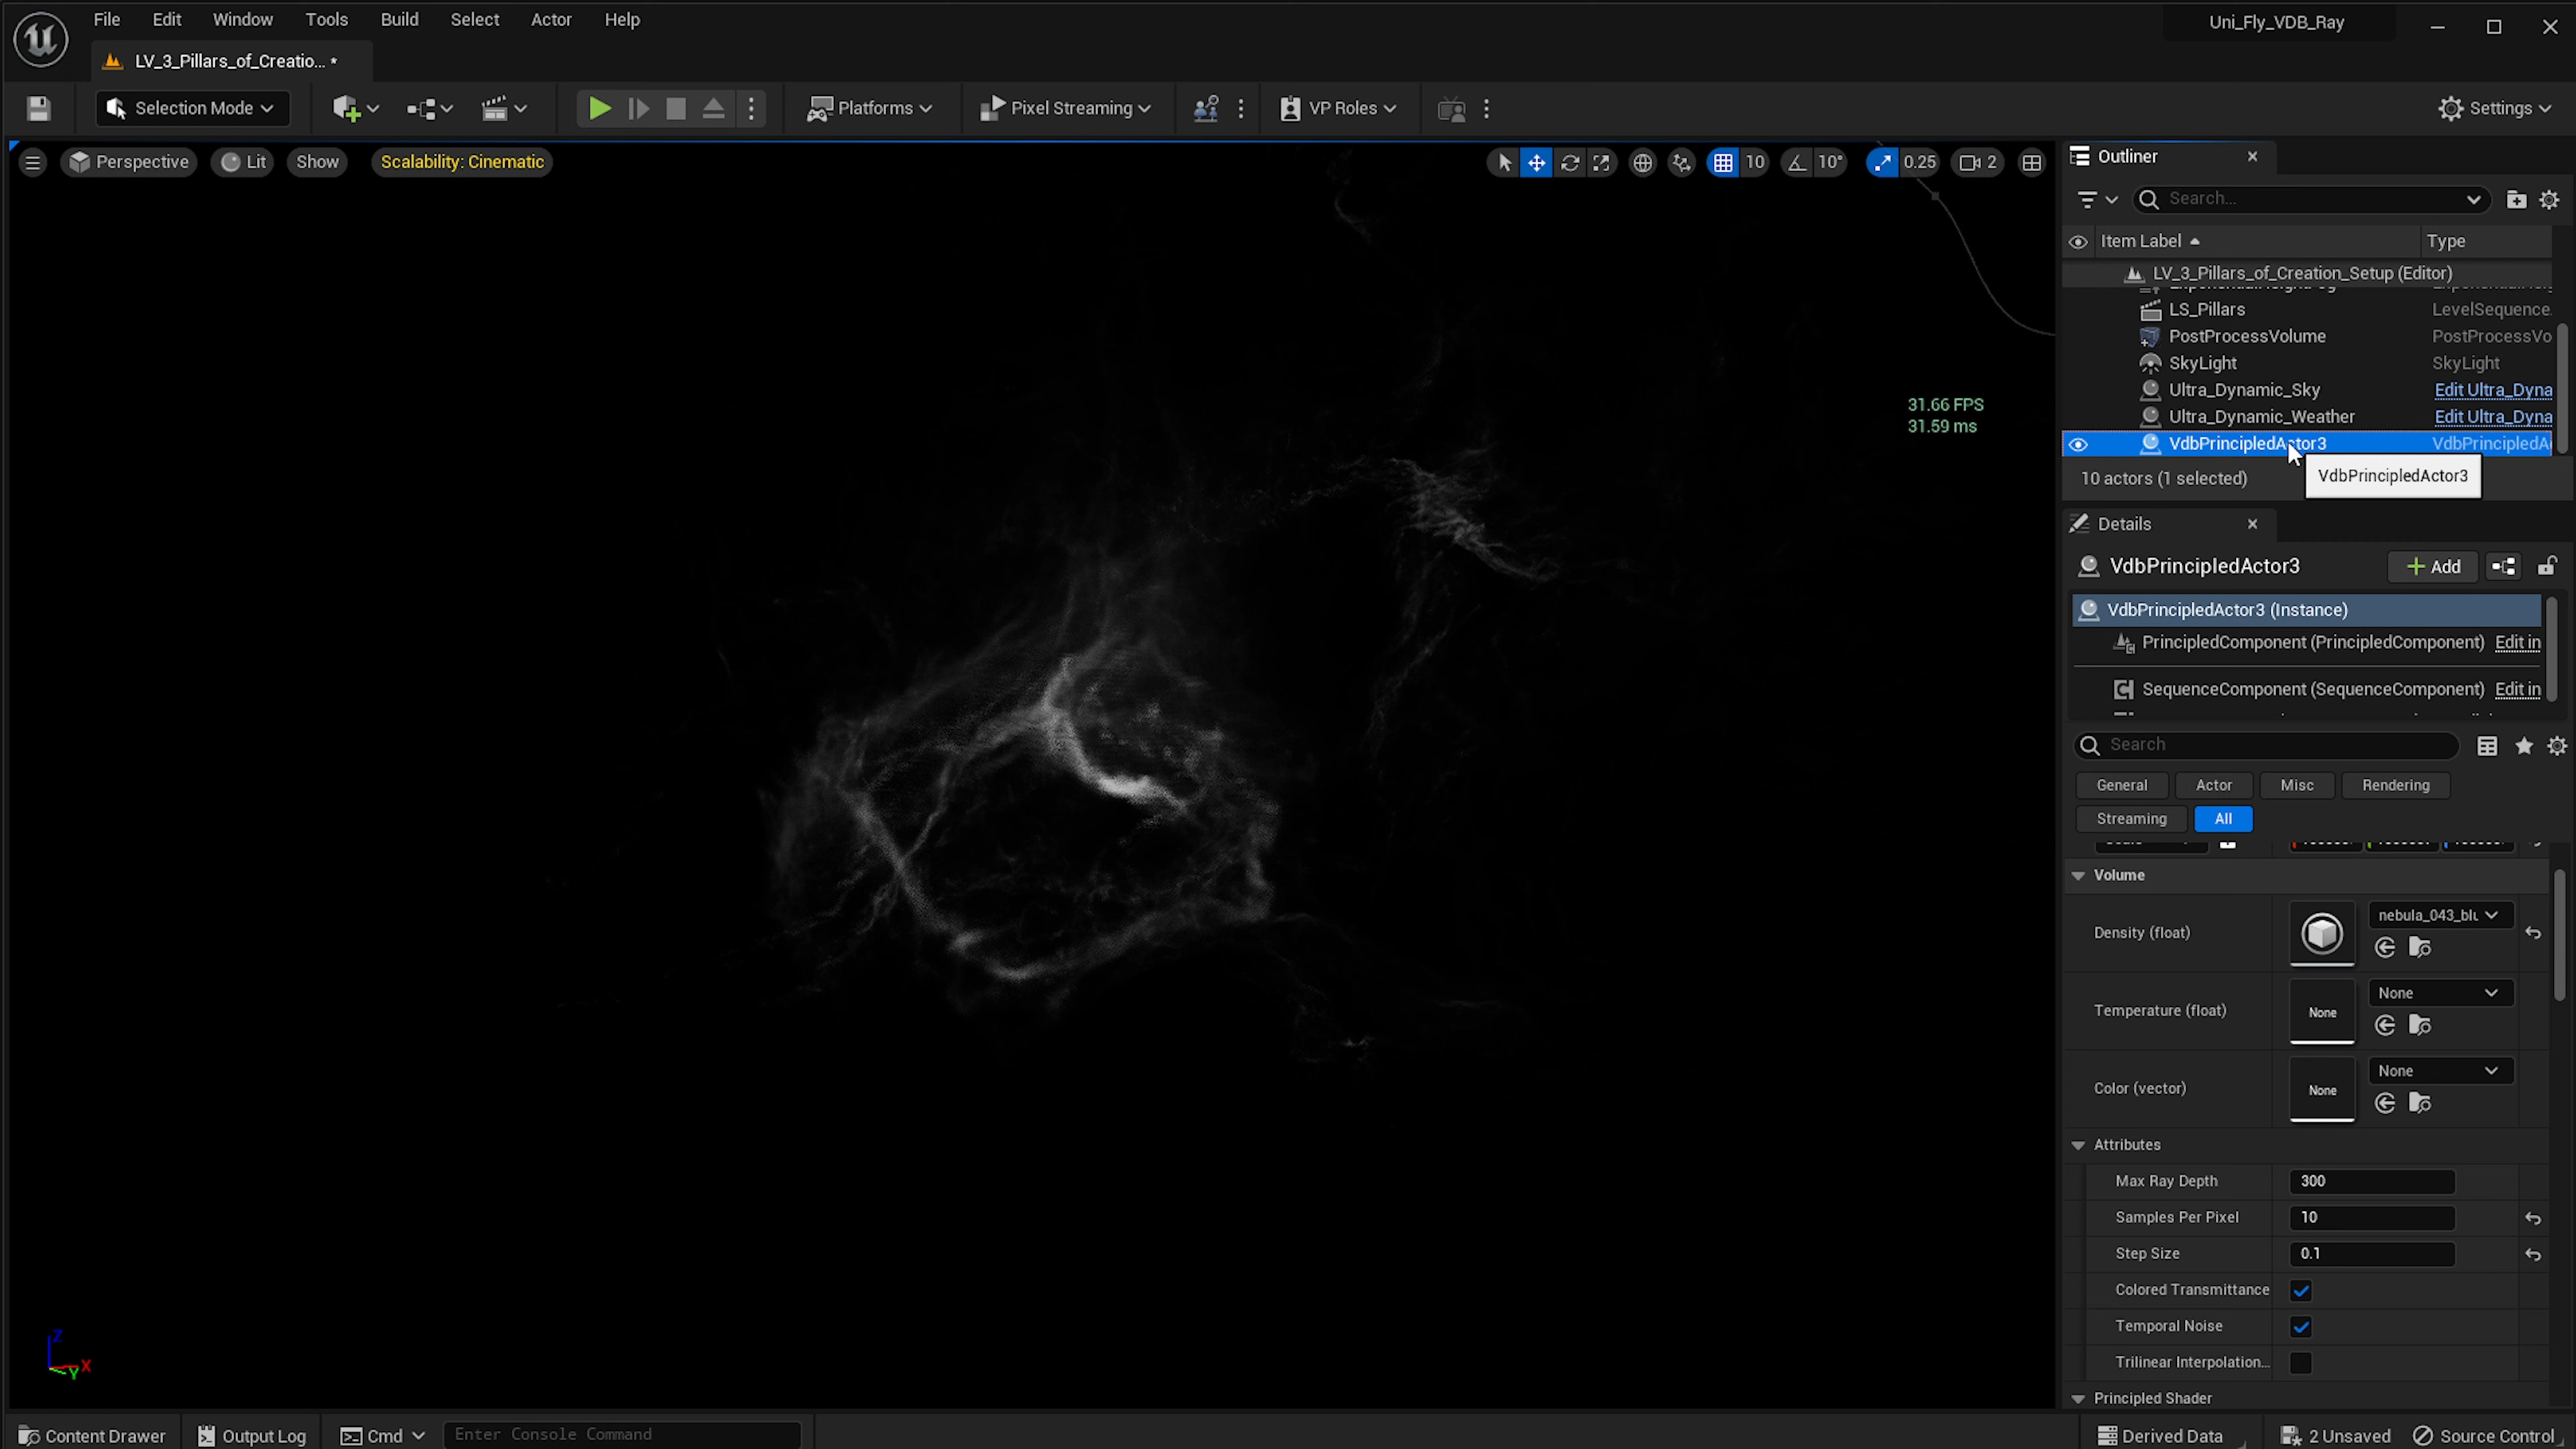 File Edit Window Tools Build Select Actor Help
Uni_Fly_VDB_Ray
LV_3_Pillars_of_Creatio... *
Selection Mode
Platforms
Pixel Streaming
VP Roles
Settings
Perspective Lit Show Scalability: Cinematic
10 10° 0.25 2
31.66 FPS
31.59 ms
Z
X
Y
Outliner
Search...
Item Label Type
LV_3_Pillars_of_Creation_Setup (Editor)
LS_Pillars LevelSequence
PostProcessVolume PostProcessVo
SkyLight SkyLight
Ultra_Dynamic_Sky Edit Ultra_Dyna
Ultra_Dynamic_Weather Edit Ultra_Dyna
VdbPrincipledActor3 VdbPrincipledA
10 actors (1 selected)
VdbPrincipledActor3
Details
VdbPrincipledActor3 + Add
VdbPrincipledActor3 (Instance)
PrincipledComponent (PrincipledComponent) Edit in
SequenceComponent (SequenceComponent) Edit in
Search
General Actor Misc Rendering
Streaming All
Volume
Density (float) nebula_043_blu
Temperature (float) None None
Color (vector) None None
Attributes
Max Ray Depth 300
Samples Per Pixel 10
Step Size 0.1
Colored Transmittance
Temporal Noise
Trilinear Interpolation...
Principled Shader
Content Drawer Output Log Cmd Enter Console Command
Derived Data 2 Unsaved Source Control